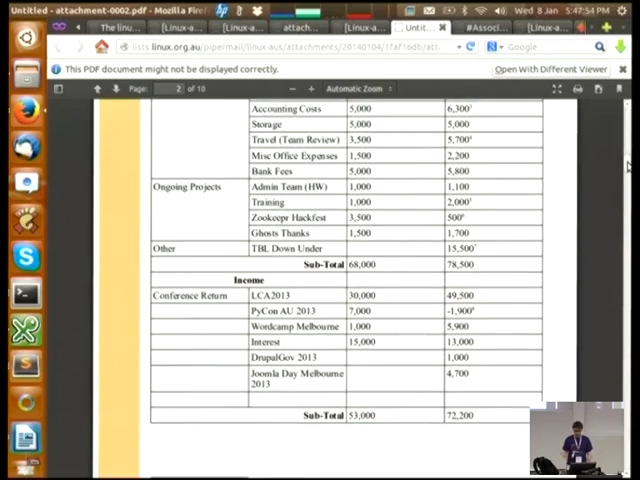 Untitled - attachment-0002.pdf - Mozilla Firef
Wed 8 Jan 5:47:54 PM
The linu... [Linux-a... [Linux-a... attach... [Linux-a... Untit... #Associ... [Linux-a...
lists.linux.org.au/pipermail/linux-aus/attachments/20140104/1faf16db/att
Google
This PDF document might not be displayed correctly.
Open With Different Viewer
Page: 2 of 10
Automatic Zoom
Accounting Costs 5,000 6,300
Storage 5,000 5,000
Travel (Team Review) 3,500 5,700
Misc Office Expenses 1,500 2,200
Bank Fees 5,000 5,800
Ongoing Projects Admin Team (HW) 1,000 1,100
Training 1,000 2,000
Zookeepr Hackfest 3,500 500
Ghosts Thanks 1,500 1,700
Other TBL Down Under 15,500
Sub-Total 68,000 78,500
Income
Conference Return LCA2013 30,000 49,500
PyCon AU 2013 7,000 -1,900
Wordcamp Melbourne 1,000 5,900
Interest 15,000 13,000
DrupalGov 2013 1,000
Joomla Day Melbourne 4,700
2013
Sub-Total 53,000 72,200